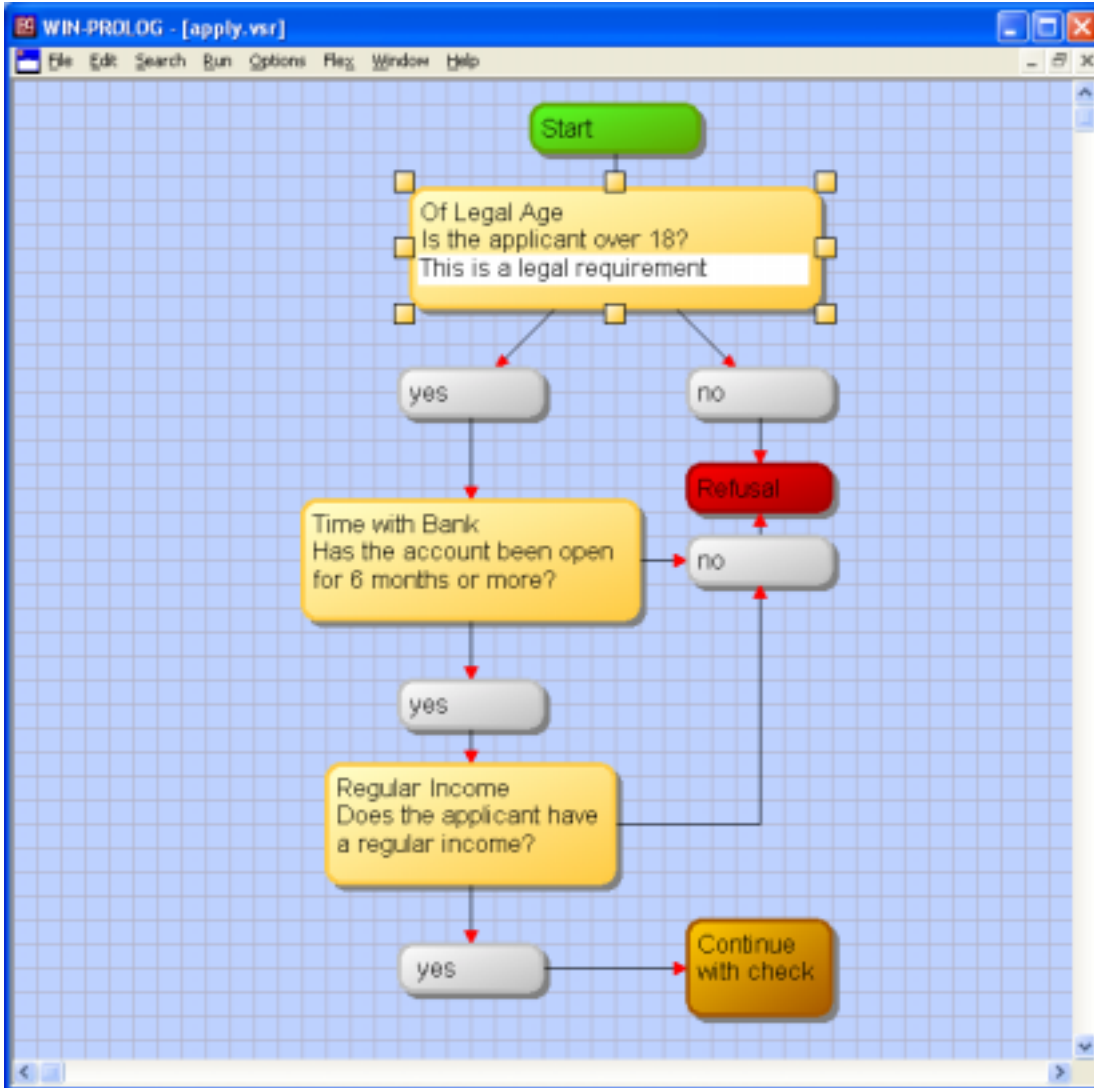 WIN-PROLOG - [apply.vsr]
File Edit Search Run Options Flex Window Help
Start
Of Legal Age
Is the applicant over 18?
This is a legal requirement
yes
no
Refusal
Time with Bank
Has the account been open
for 6 months or more?
no
yes
Regular Income
Does the applicant have
a regular income?
yes
Continue
with check